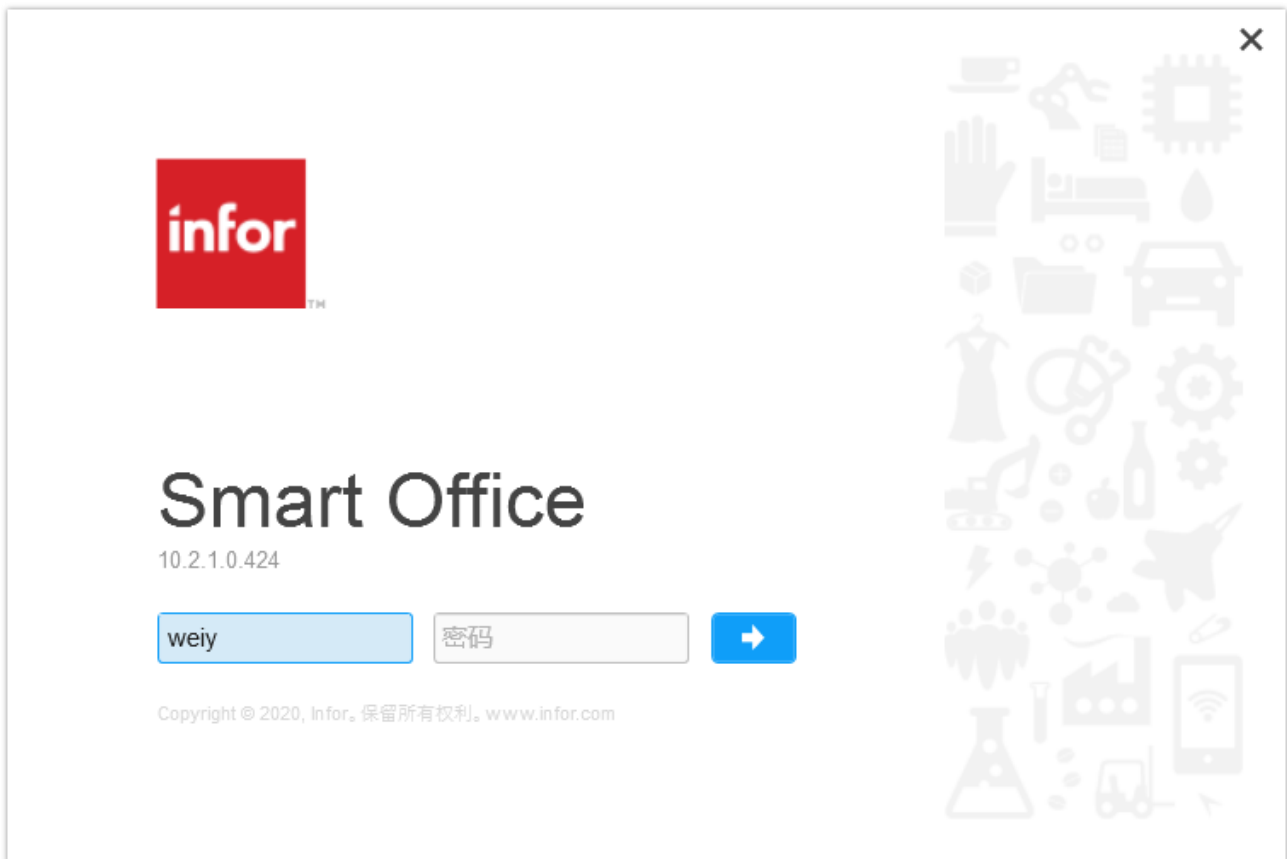 infor
TM
Smart Office
10.2.1.0.424
weiy 密码
Copyright © 2020, Infor。保留所有权利。www.infor.com